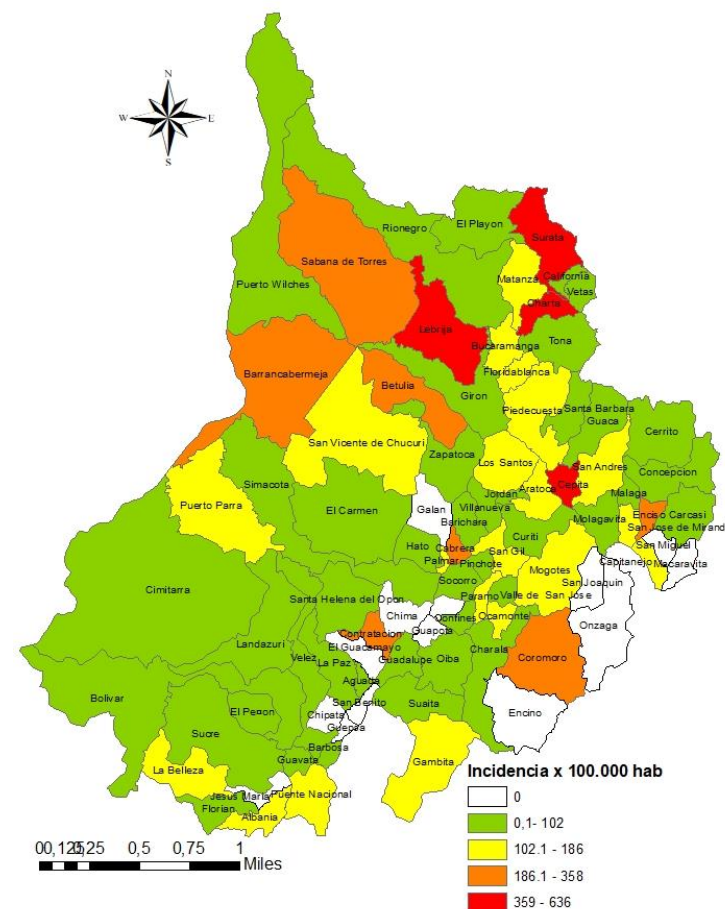 N
W E
S
El Playon
Rionegro
Surata
Sabana de Torres
Matanza
California
Vetas
Puerto Wilches
Charta
Lebrija
Tona
Bucaramanga
Floridablanca
Barrancabermeja
Betulia
Giron
Piedecuesta
Santa Barbara
Guaca
Cerrito
San Vicente de Chucuri
Zapatoca
Los Santos
San Andres
Concepcion
Simacota
Cepita
Aratoca
Malaga
Puerto Parra
El Carmen
Galan
Jordan
Villanueva
Barichara
Enciso Carcasi
Molagavita
San Jose de Mirand
Curiti
Hato
Cabrera
San Gil
San Miguel
Palmar
Pinchote
Mogotes
Capitanejo
Macaravita
Cimitarra
Socorro
San Joaquin
Santa Helena del Opon
Paramo
Valle de San Jose
Chima
Confines
Ocamonte
Onzaga
Contratacion
Guapota
Landazuri
El Guacamayo
Velez
La Paz
Guadalupe
Oiba
Charala
Coromoro
Aguada
Bolivar
El Penon
San Benito
Suaita
Encino
Chipata
Sucre
Guepsa
Barbosa
Guavata
Gambita
La Belleza
Jesus Maria
Puente Nacional
Florian
Albania
Incidencia x 100.000 hab
0
0,1- 102
102.1 - 186
186.1 - 358
359 - 636
00,1250,25 0,5 0,75 1
Miles